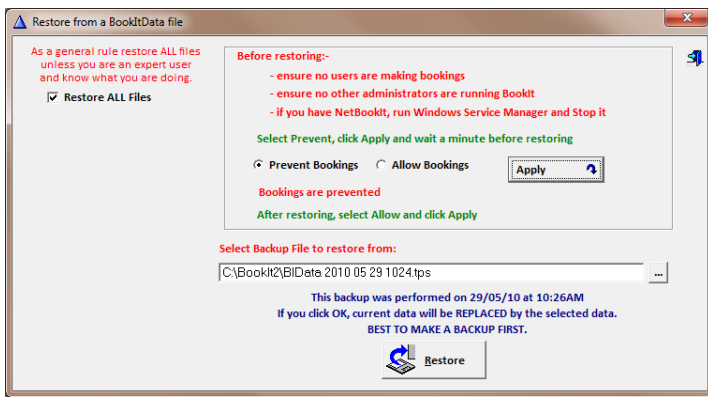 Restore from a BookItData file
As a general rule restore ALL files
unless you are an expert user
and know what you are doing.
Restore ALL Files
Before restoring:-
- ensure no users are making bookings
- ensure no other administrators are running BookIt
- if you have NetBookIt, run Windows Service Manager and Stop it
Select Prevent, click Apply and wait a minute before restoring
Prevent Bookings
Allow Bookings
Apply
Bookings are prevented
After restoring, select Allow and click Apply
Select Backup File to restore from:
C:\BookIt2\BIData 2010 05 29 1024.tps
...
This backup was performed on 29/05/10 at 10:26AM
If you click OK, current data will be REPLACED by the selected data.
BEST TO MAKE A BACKUP FIRST.
Restore